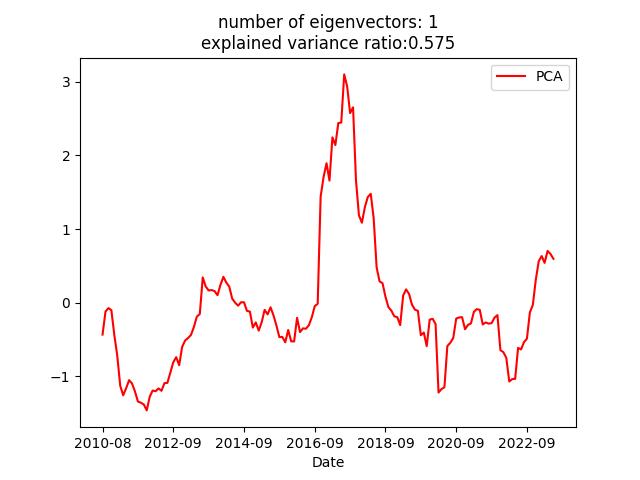 number of eigenvectors: 1
explained variance ratio:0.575
PCA
3
2
1
0
−1
2010-08 2012-09 2014-09 2016-09 2018-09 2020-09 2022-09
Date